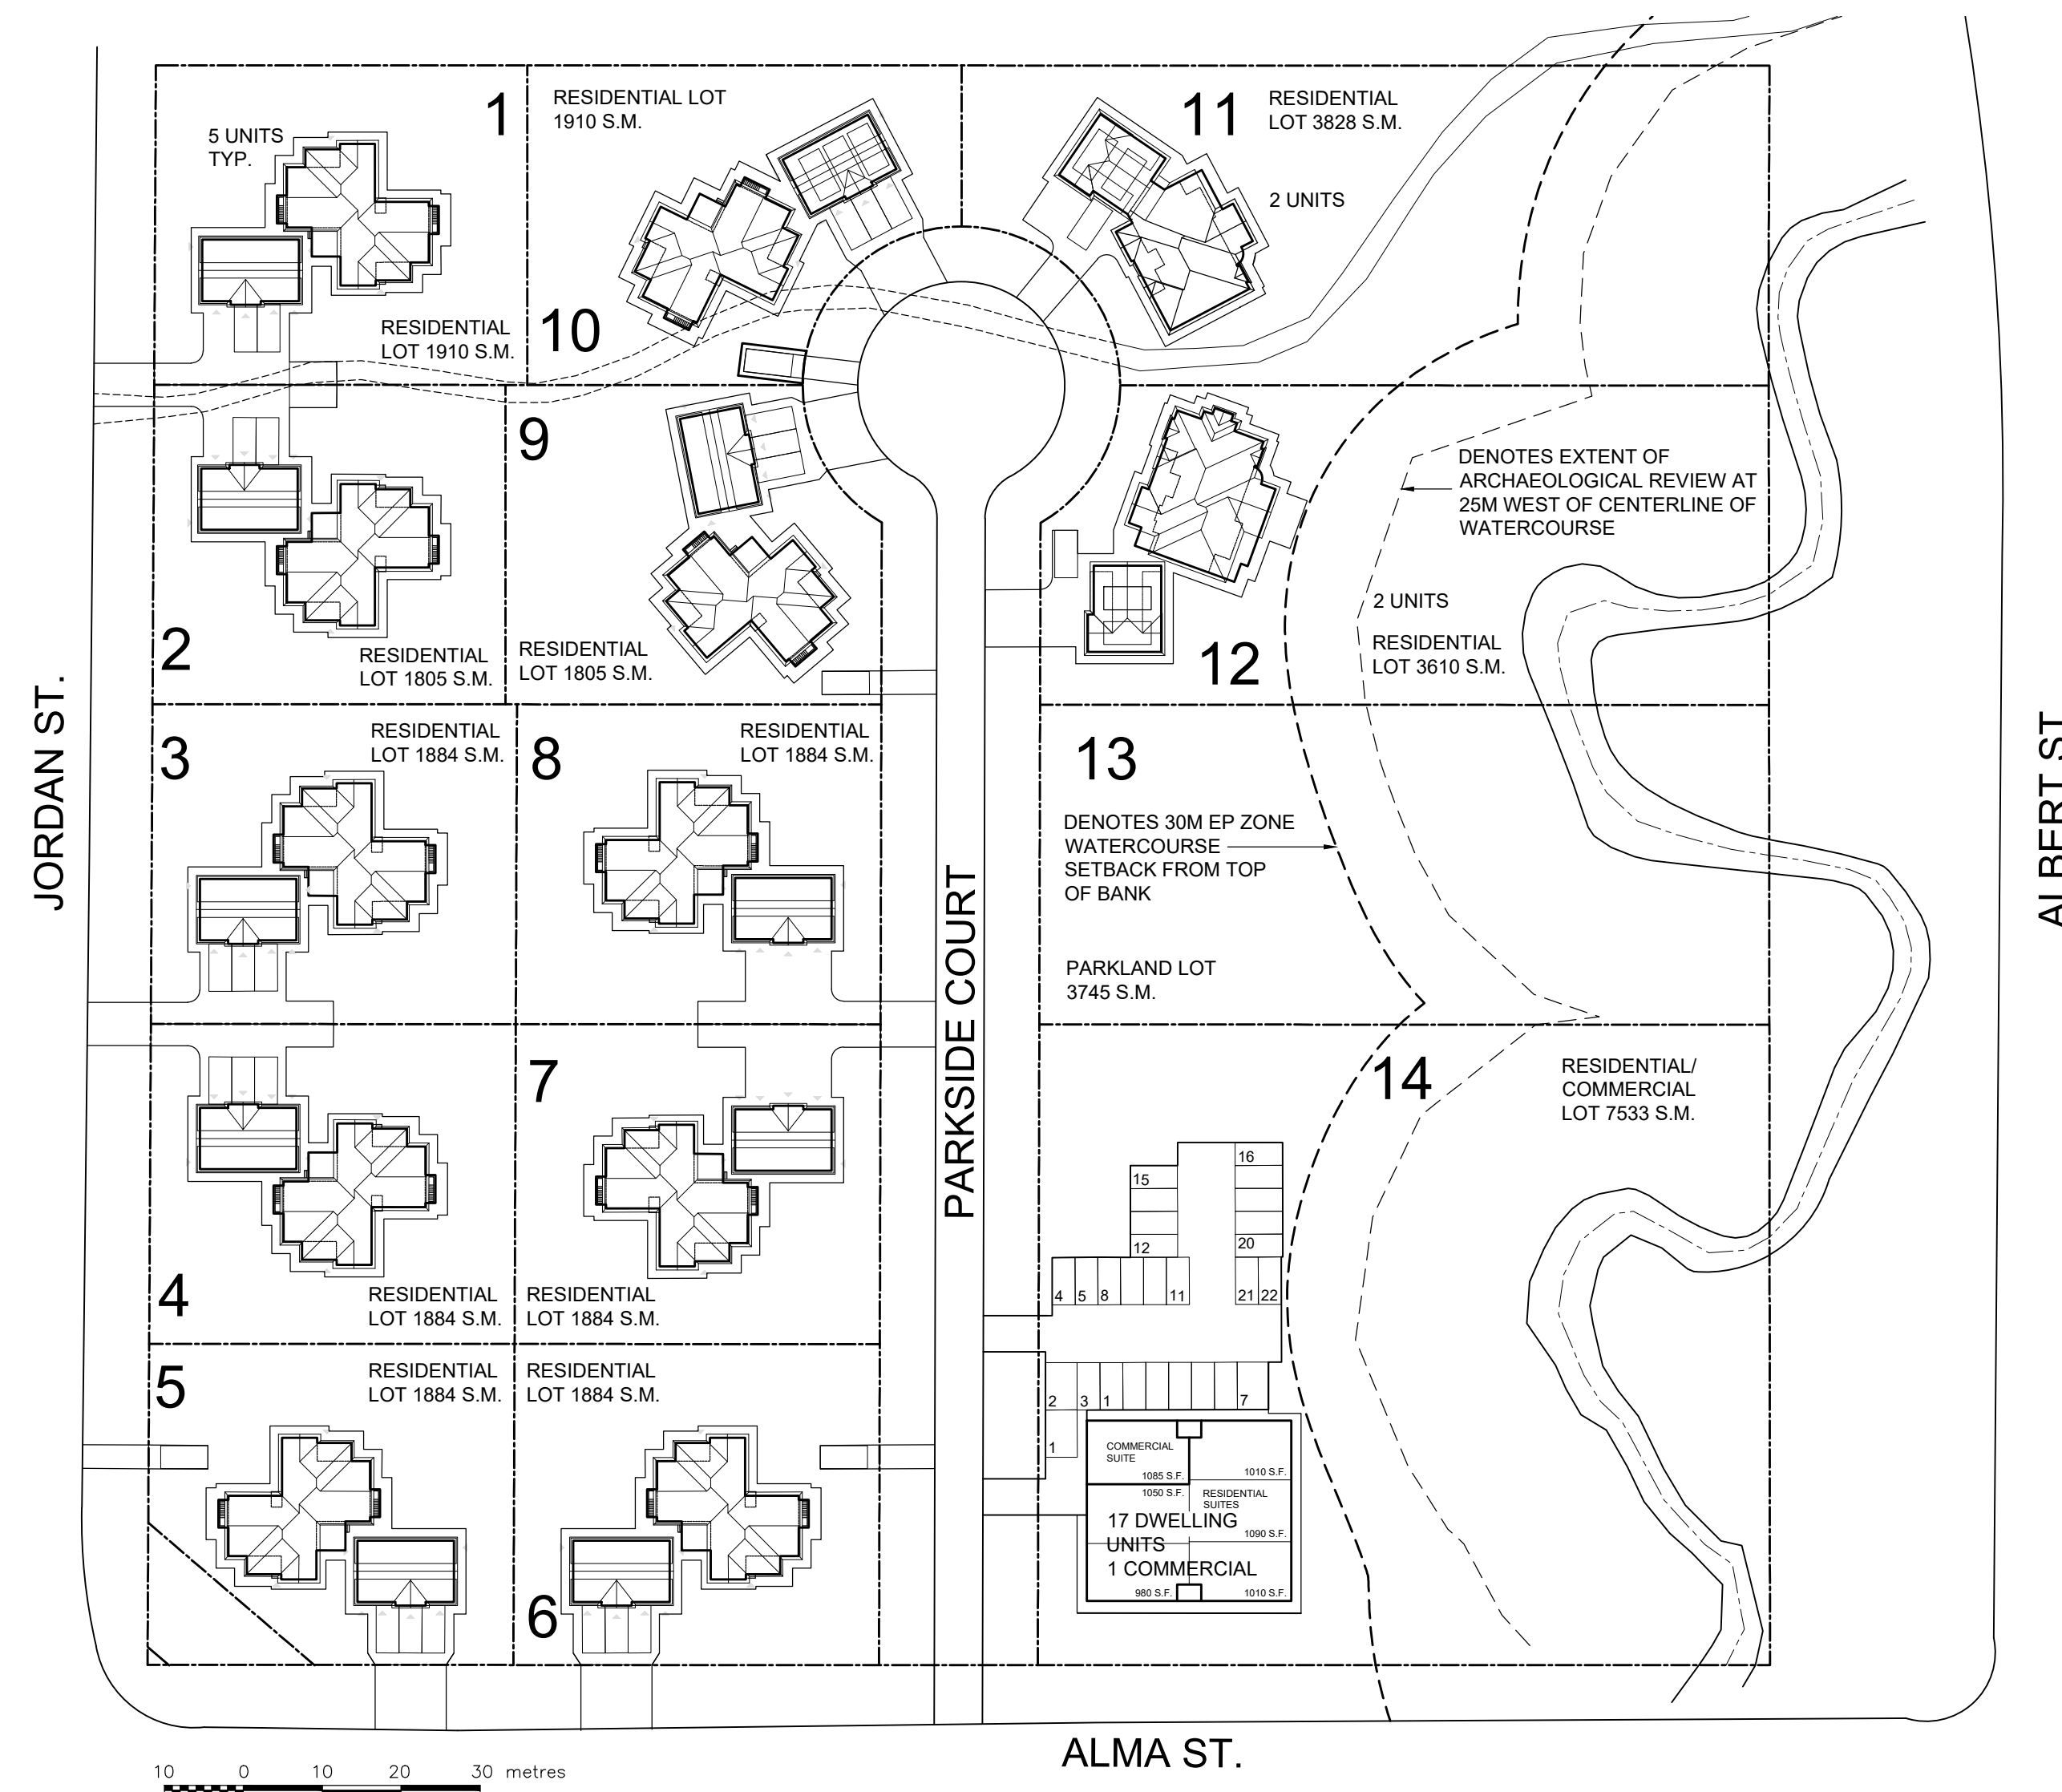 1
5 UNITS
TYP.
RESIDENTIAL
LOT 1910 S.M.
RESIDENTIAL LOT
1910 S.M.
10
11
RESIDENTIAL
LOT 3828 S.M.
2 UNITS
2
RESIDENTIAL
LOT 1805 S.M.
9
RESIDENTIAL
LOT 1805 S.M.
DENOTES EXTENT OF
ARCHAEOLOGICAL REVIEW AT
25M WEST OF CENTERLINE OF
WATERCOURSE
2 UNITS
RESIDENTIAL
LOT 3610 S.M.
12
JORDAN ST.
ALBERT ST
3
RESIDENTIAL
LOT 1884 S.M.
8
RESIDENTIAL
LOT 1884 S.M.
PARKSIDE COURT
13
DENOTES 30M EP ZONE
WATERCOURSE
SETBACK FROM TOP
OF BANK
PARKLAND LOT
3745 S.M.
4
RESIDENTIAL
LOT 1884 S.M.
7
RESIDENTIAL
LOT 1884 S.M.
14
RESIDENTIAL/
COMMERCIAL
LOT 7533 S.M.
16
15
12
20
4 5 8 11 21 22
5
RESIDENTIAL
LOT 1884 S.M.
RESIDENTIAL
LOT 1884 S.M.
6
2 3 1 7
1
COMMERCIAL
SUITE
1085 S.F.
1010 S.F.
1050 S.F.
RESIDENTIAL
SUITES
17 DWELLING
UNITS
1090 S.F.
1 COMMERCIAL
980 S.F.
1010 S.F.
ALMA ST.
10 0 10 20 30 metres